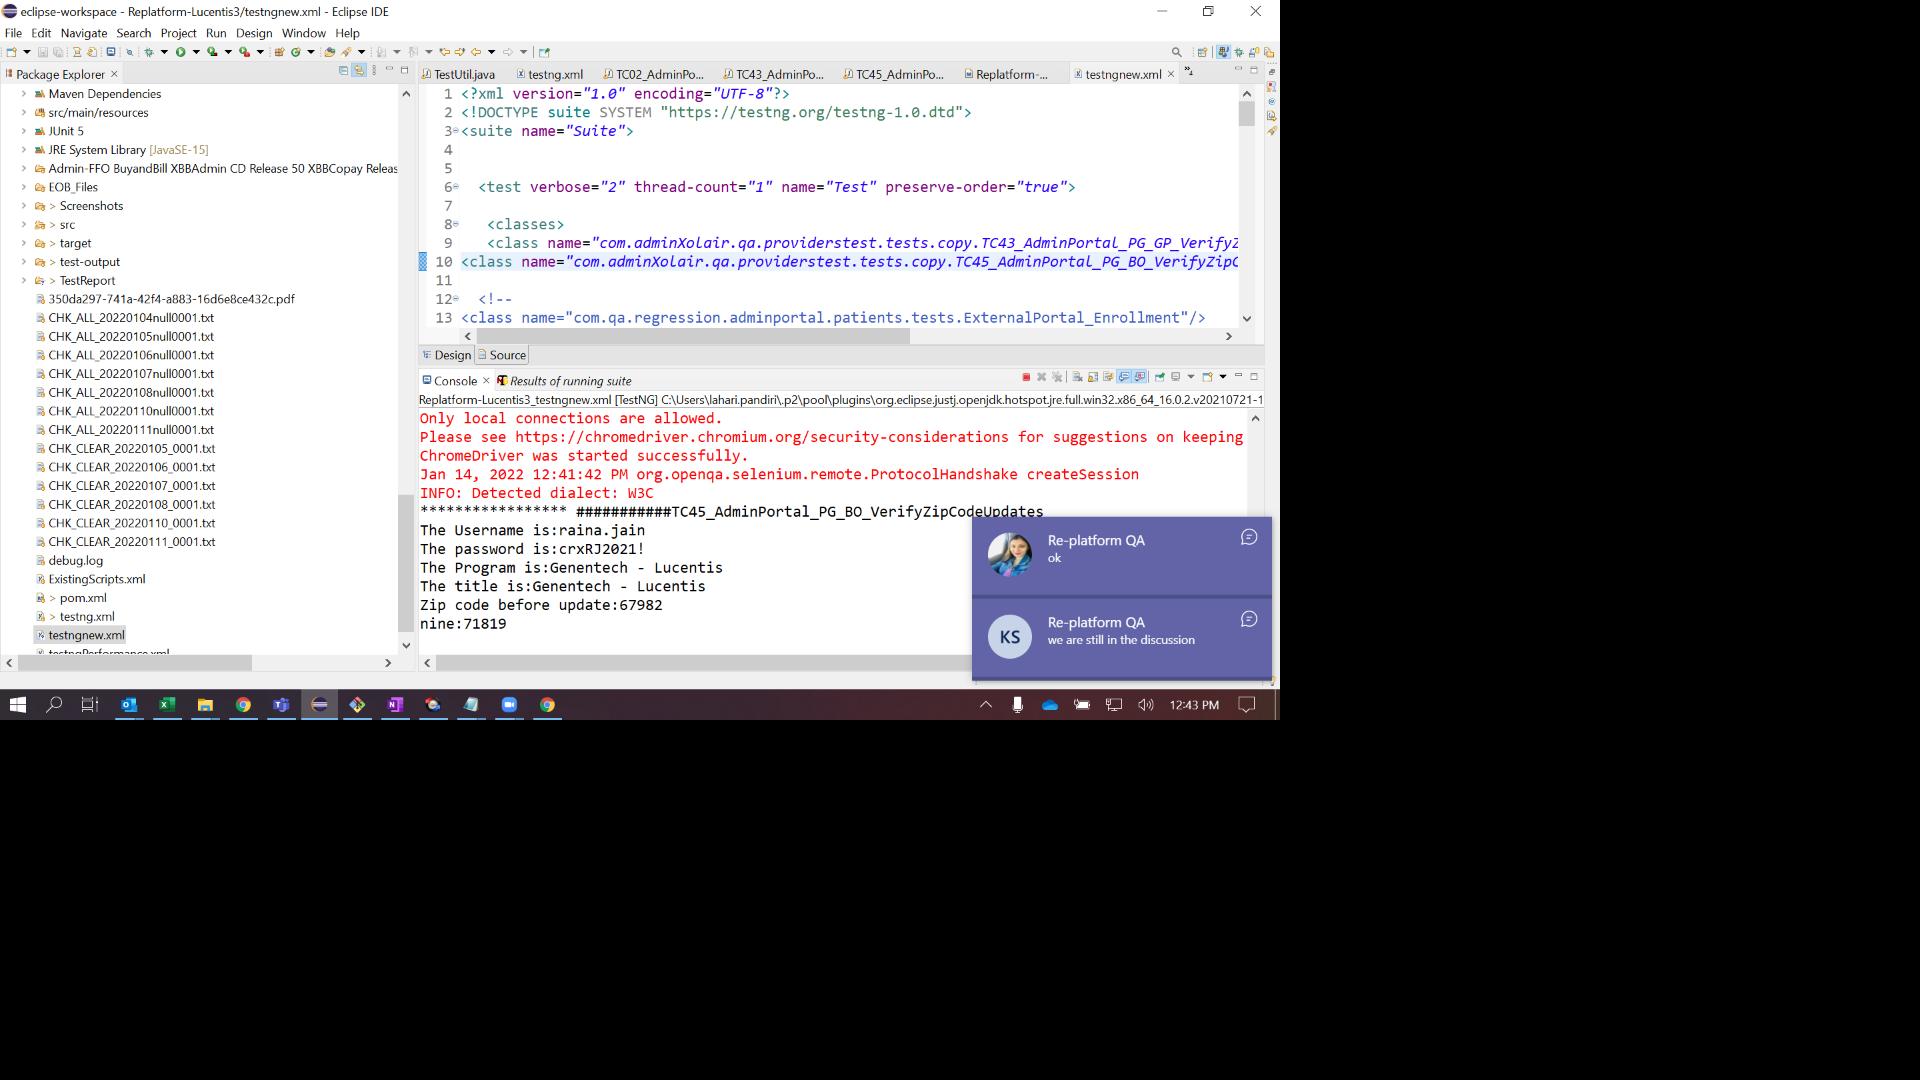 eclipse-workspace - Replatform-Lucentis3/testngnew.xml - Eclipse IDE
File Edit Navigate Search Project Run Design Window Help
Package Explorer
Maven Dependencies
src/main/resources
JUnit 5
JRE System Library [JavaSE-15]
Admin-FFO BuyandBill XBBAdmin CD Release 50 XBBCopay Releas
EOB_Files
> Screenshots
> src
> target
> test-output
> TestReport
350da297-741a-42f4-a883-16d6e8ce432c.pdf
CHK_ALL_20220104null0001.txt
CHK_ALL_20220105null0001.txt
CHK_ALL_20220106null0001.txt
CHK_ALL_20220107null0001.txt
CHK_ALL_20220108null0001.txt
CHK_ALL_20220110null0001.txt
CHK_ALL_20220111null0001.txt
CHK_CLEAR_20220105_0001.txt
CHK_CLEAR_20220106_0001.txt
CHK_CLEAR_20220107_0001.txt
CHK_CLEAR_20220108_0001.txt
CHK_CLEAR_20220110_0001.txt
CHK_CLEAR_20220111_0001.txt
debug.log
ExistingScripts.xml
> pom.xml
> testng.xml
testngnew.xml
testngPerformance.xml
TestUtil.java testng.xml TC02_AdminPo... TC43_AdminPo... TC45_AdminPo... Replatform-... testngnew.xml
1 <?xml version="1.0" encoding="UTF-8"?>
2 <!DOCTYPE suite SYSTEM "https://testng.org/testng-1.0.dtd">
3 <suite name="Suite">
4
5
6 <test verbose="2" thread-count="1" name="Test" preserve-order="true">
7
8 <classes>
9 <class name="com.adminXolair.qa.providerstest.tests.copy.TC43_AdminPortal_PG_GP_VerifyZ
10 <class name="com.adminXolair.qa.providerstest.tests.copy.TC45_AdminPortal_PG_BO_VerifyZipC
11
12 <!--
13 <class name="com.qa.regression.adminportal.patients.tests.ExternalPortal_Enrollment"/>
Design Source
Console Results of running suite
Replatform-Lucentis3_testngnew.xml [TestNG] C:\Users\lahari.pandiri\.p2\pool\plugins\org.eclipse.justj.openjdk.hotspot.jre.full.win32.x86_64_16.0.2.v20210721-1
Only local connections are allowed.
Please see https://chromedriver.chromium.org/security-considerations for suggestions on keeping
ChromeDriver was started successfully.
Jan 14, 2022 12:41:42 PM org.openqa.selenium.remote.ProtocolHandshake createSession
INFO: Detected dialect: W3C
***************** ###########TC45_AdminPortal_PG_BO_VerifyZipCodeUpdates
The Username is:raina.jain
The password is:crxRJ2021!
The Program is:Genentech - Lucentis
The title is:Genentech - Lucentis
Zip code before update:67982
nine:71819
Re-platform QA
ok
KS
Re-platform QA
we are still in the discussion
12:43 PM